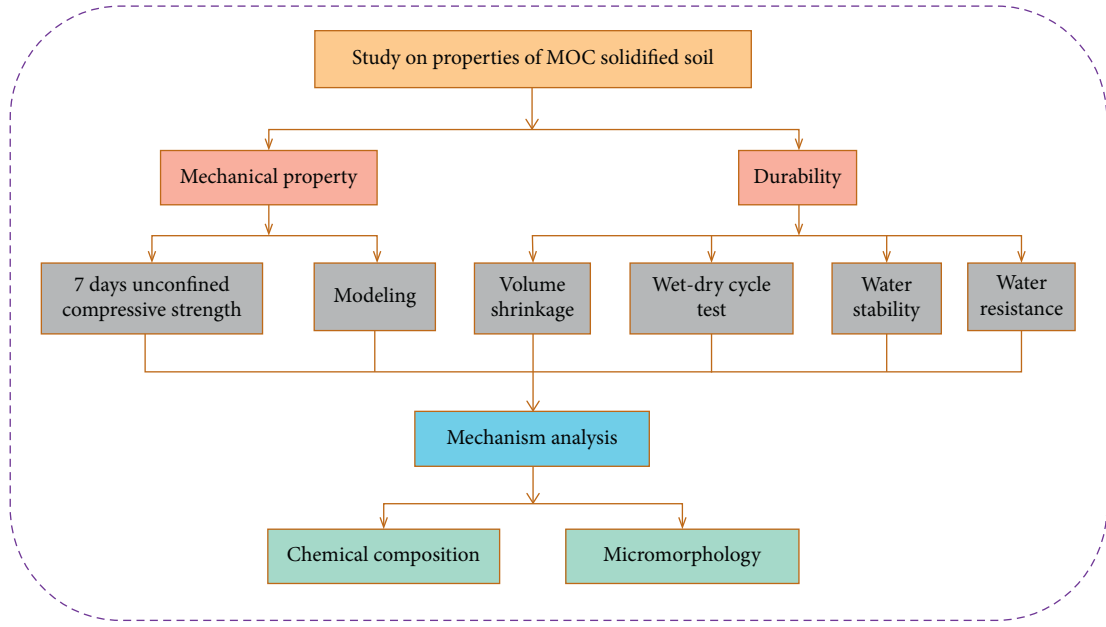 Study on properties of MOC solidified soil
Mechanical property
Durability
7 days unconfined
compressive strength
Modeling
Volume
shrinkage
Wet-dry cycle
test
Water
stability
Water
resistance
Mechanism analysis
Chemical composition
Micromorphology